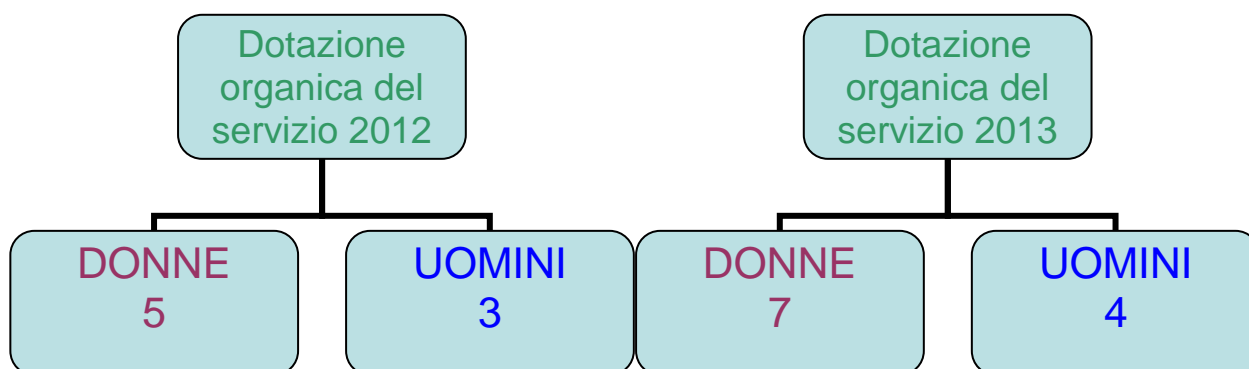 Dotazione
organica del
servizio 2012
Dotazione
organica del
servizio 2013
DONNE
5
UOMINI
3
DONNE
7
UOMINI
4